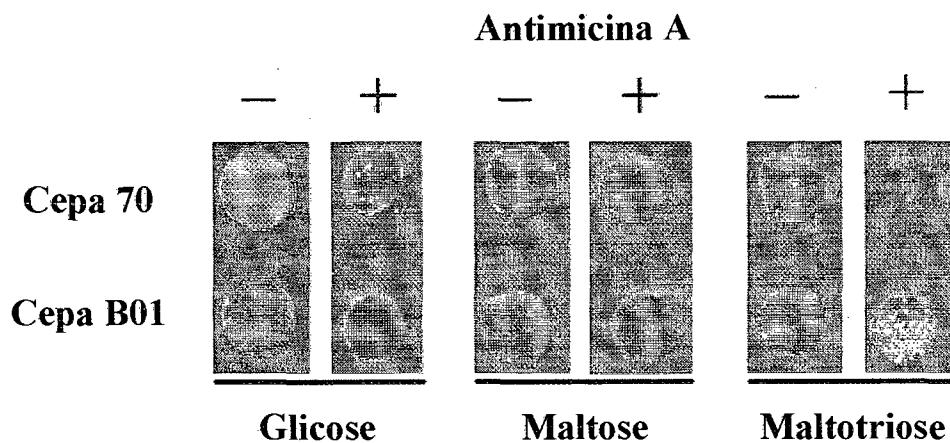 Antimicina A
− + − + − +
Cepa 70
Cepa B01
Glicose Maltose Maltotriose